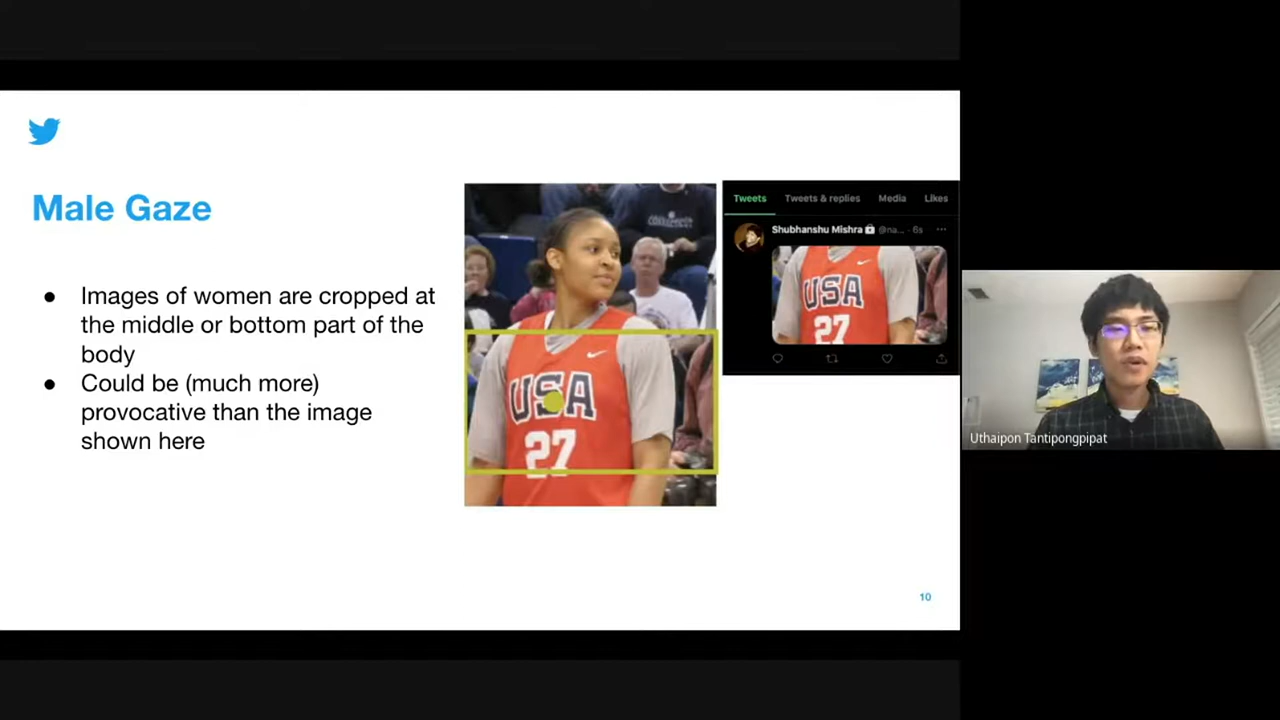 Male Gaze
● Images of women are cropped at
the middle or bottom part of the
body
● Could be (much more)
provocative than the image
shown here
USA
27
Tweets Tweets & replies Media Likes
Shubhanshu Mishra @na... · 6s ...
USA
27
10
Uthaipon Tantipongpipat